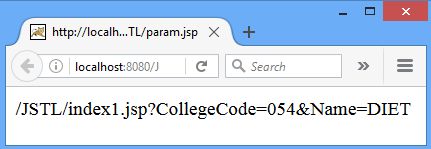 http://localh...TL/param.jsp
localhost:8080/J
Search
/JSTL/index1.jsp?CollegeCode=054&Name=DIET